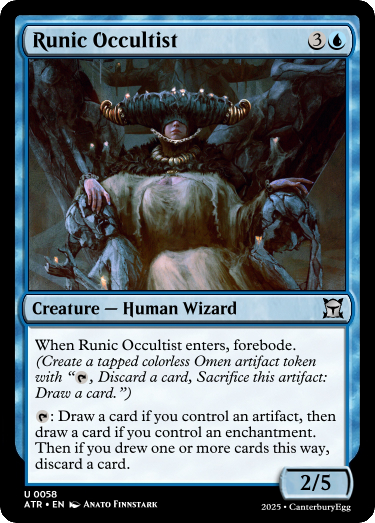 Runic Occultist 3
Creature — Human Wizard
When Runic Occultist enters, forebode.
(Create a tapped colorless Omen artifact token
with “, Discard a card, Sacrifice this artifact:
Draw a card.”)
: Draw a card if you control an artifact, then
draw a card if you control an enchantment.
Then if you drew one or more cards this way,
discard a card.
2/5
U 0058
ATR • EN Anato Finnstark
2025 • CanterburyEgg